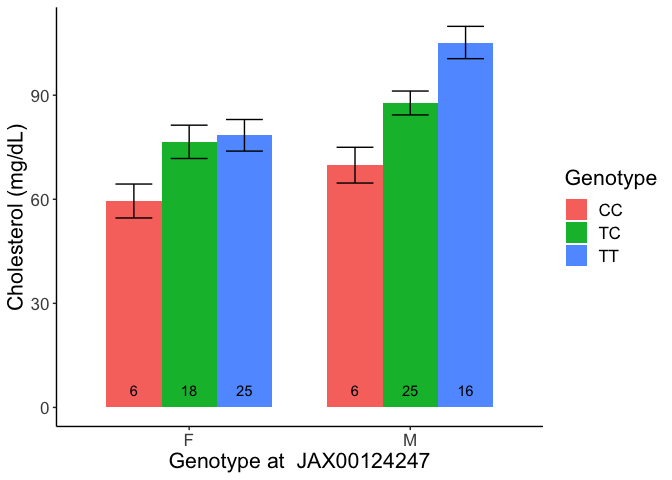 Cholesterol (mg/dL)
90
60
30
0
6 18 25 6 25 16
F M
Genotype at  JAX00124247
Genotype
CC
TC
TT